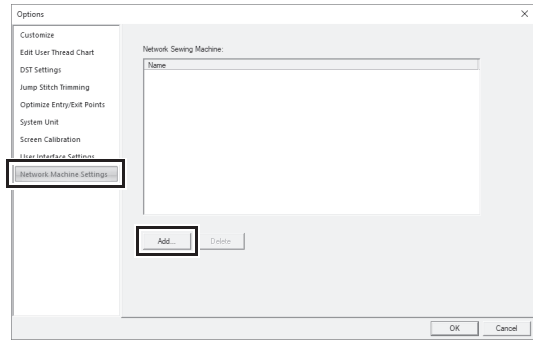 Options
Customize
Edit User Thread Chart
DST Settings
Jump Stitch Trimming
Optimize Entry/Exit Points
System Unit
Screen Calibration
User Interface Settings
Network Machine Settings
Network Sewing Machine:
Name
Add...
Delete
OK
Cancel